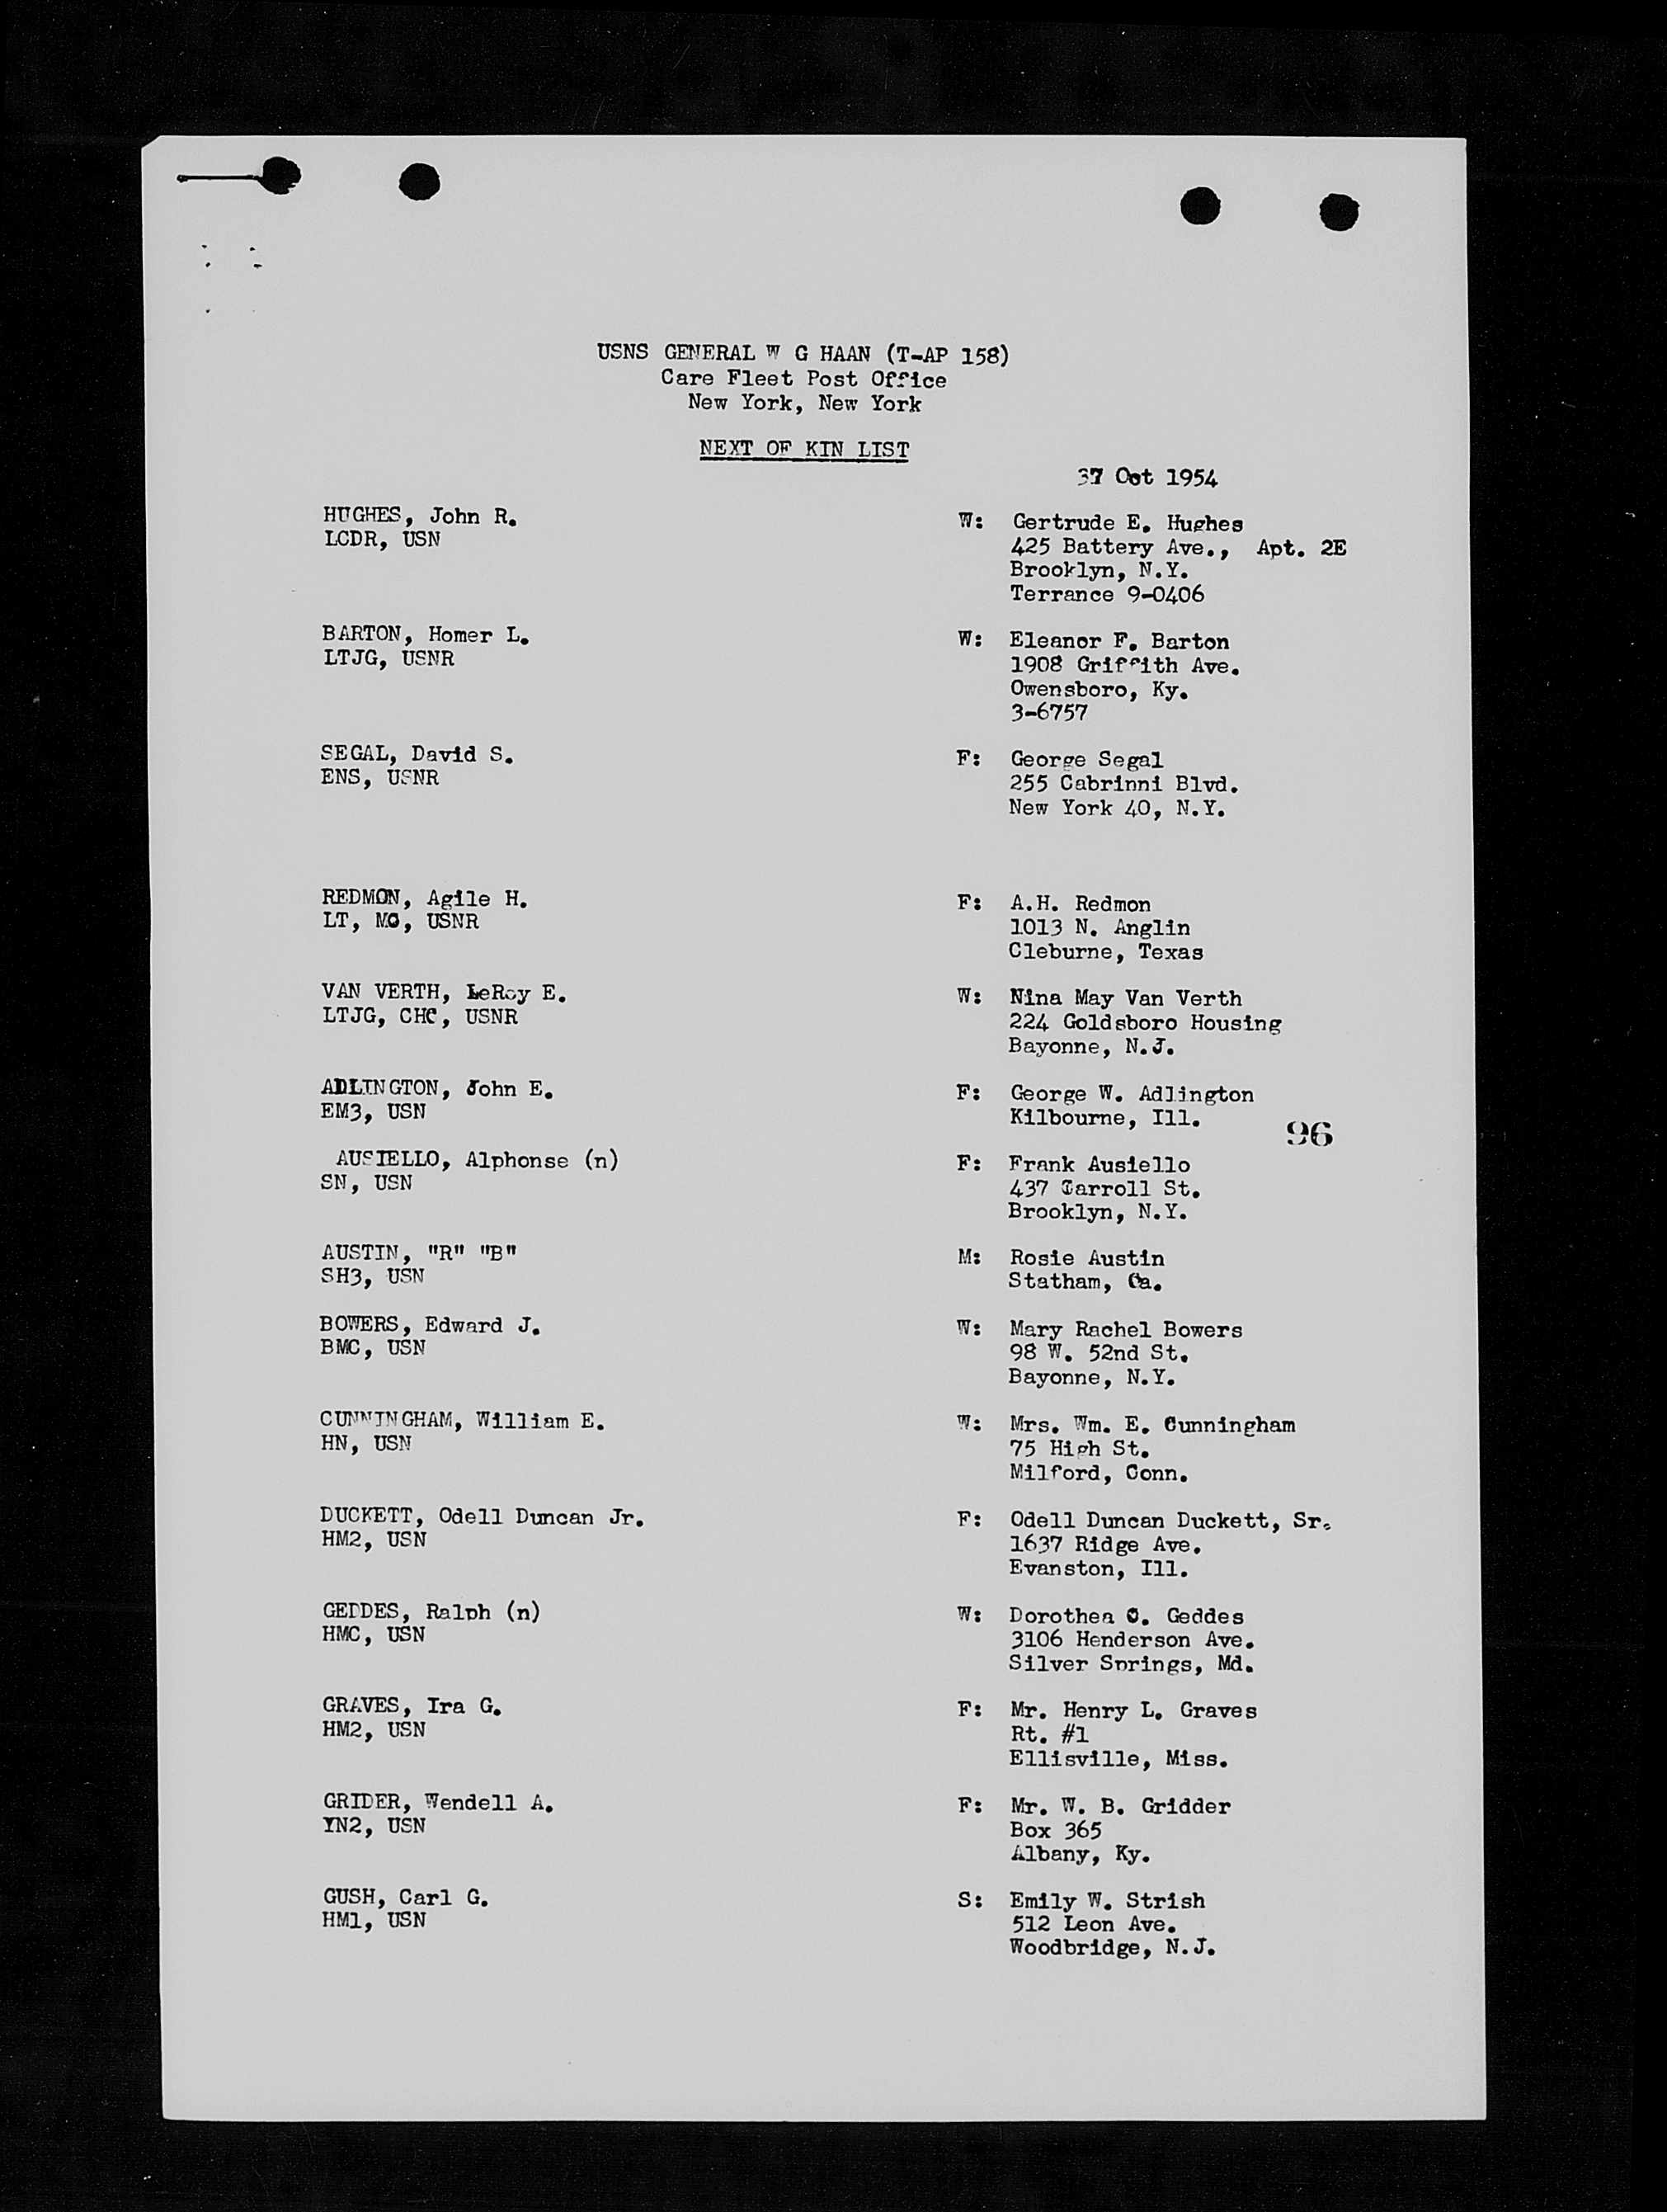 USNS GENERAL W G HAAN (T-AP 158)
Care Fleet Post Office
New York, New York
NEXT OF KIN LIST
Oct 1954
HUGHES, John R.
LCDR, USN
W: Gertrude E. Hughes
425 Battery Ave., Apt. 2E
Brooklyn, N.Y.
Terrance 9-0406
BARTON, Homer L.
LTJG, USNR
W: Eleanor F. Barton
1908 Griffith Ave.
Owensboro, Ky.
3-6757
SEGAL, David S.
ENS, USNR
F: George Segal
255 Cabrinni Blvd.
New York 40, N.Y.
REDMON, Agile H.
LT, MC, USNR
F: A.H. Redmon
1013 N. Anglin
Cleburne, Texas
VAN VERTH, LeRoy E.
LTJG, CHC, USNR
W: Nina May Van Verth
224 Goldsboro Housing
Bayonne, N.J.
ADLINGTON, John E.
EM3, USN
F: George W. Adlington
Kilbourne, Ill.
96
AUSIELLO, Alphonse (n)
SN, USN
F: Frank Ausiello
437 Carroll St.
Brooklyn, N.Y.
AUSTIN, "R" "B"
SH3, USN
M: Rosie Austin
Statham, Ga.
BOWERS, Edward J.
BMC, USN
W: Mary Rachel Bowers
98 W. 52nd St.
Bayonne, N.Y.
CUNNINGHAM, William E.
HN, USN
W: Mrs. Wm. E. Cunningham
75 High St.
Milford, Conn.
DUCKETT, Odell Duncan Jr.
HM2, USN
F: Odell Duncan Duckett, Sr.
1637 Ridge Ave.
Evanston, Ill.
GEDDES, Ralph (n)
HMC, USN
W: Dorothea C. Geddes
3106 Henderson Ave.
Silver Springs, Md.
GRAVES, Ira G.
HM2, USN
F: Mr. Henry L. Graves
Rt. #1
Ellisville, Miss.
GRIDER, Wendell A.
YN2, USN
F: Mr. W. B. Gridder
Box 365
Albany, Ky.
GUSH, Carl G.
HM1, USN
S: Emily W. Strish
512 Leon Ave.
Woodbridge, N.J.